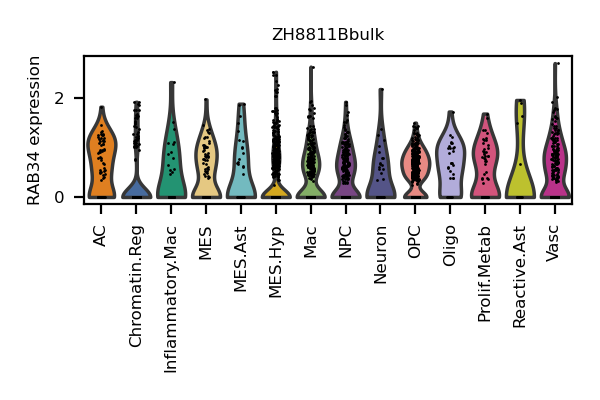 ZH8811Bbulk
RAB34 expression
2
0
AC
Chromatin.Reg
Inflammatory.Mac
MES
MES.Ast
MES.Hyp
Mac
NPC
Neuron
OPC
Oligo
Prolif.Metab
Reactive.Ast
Vasc